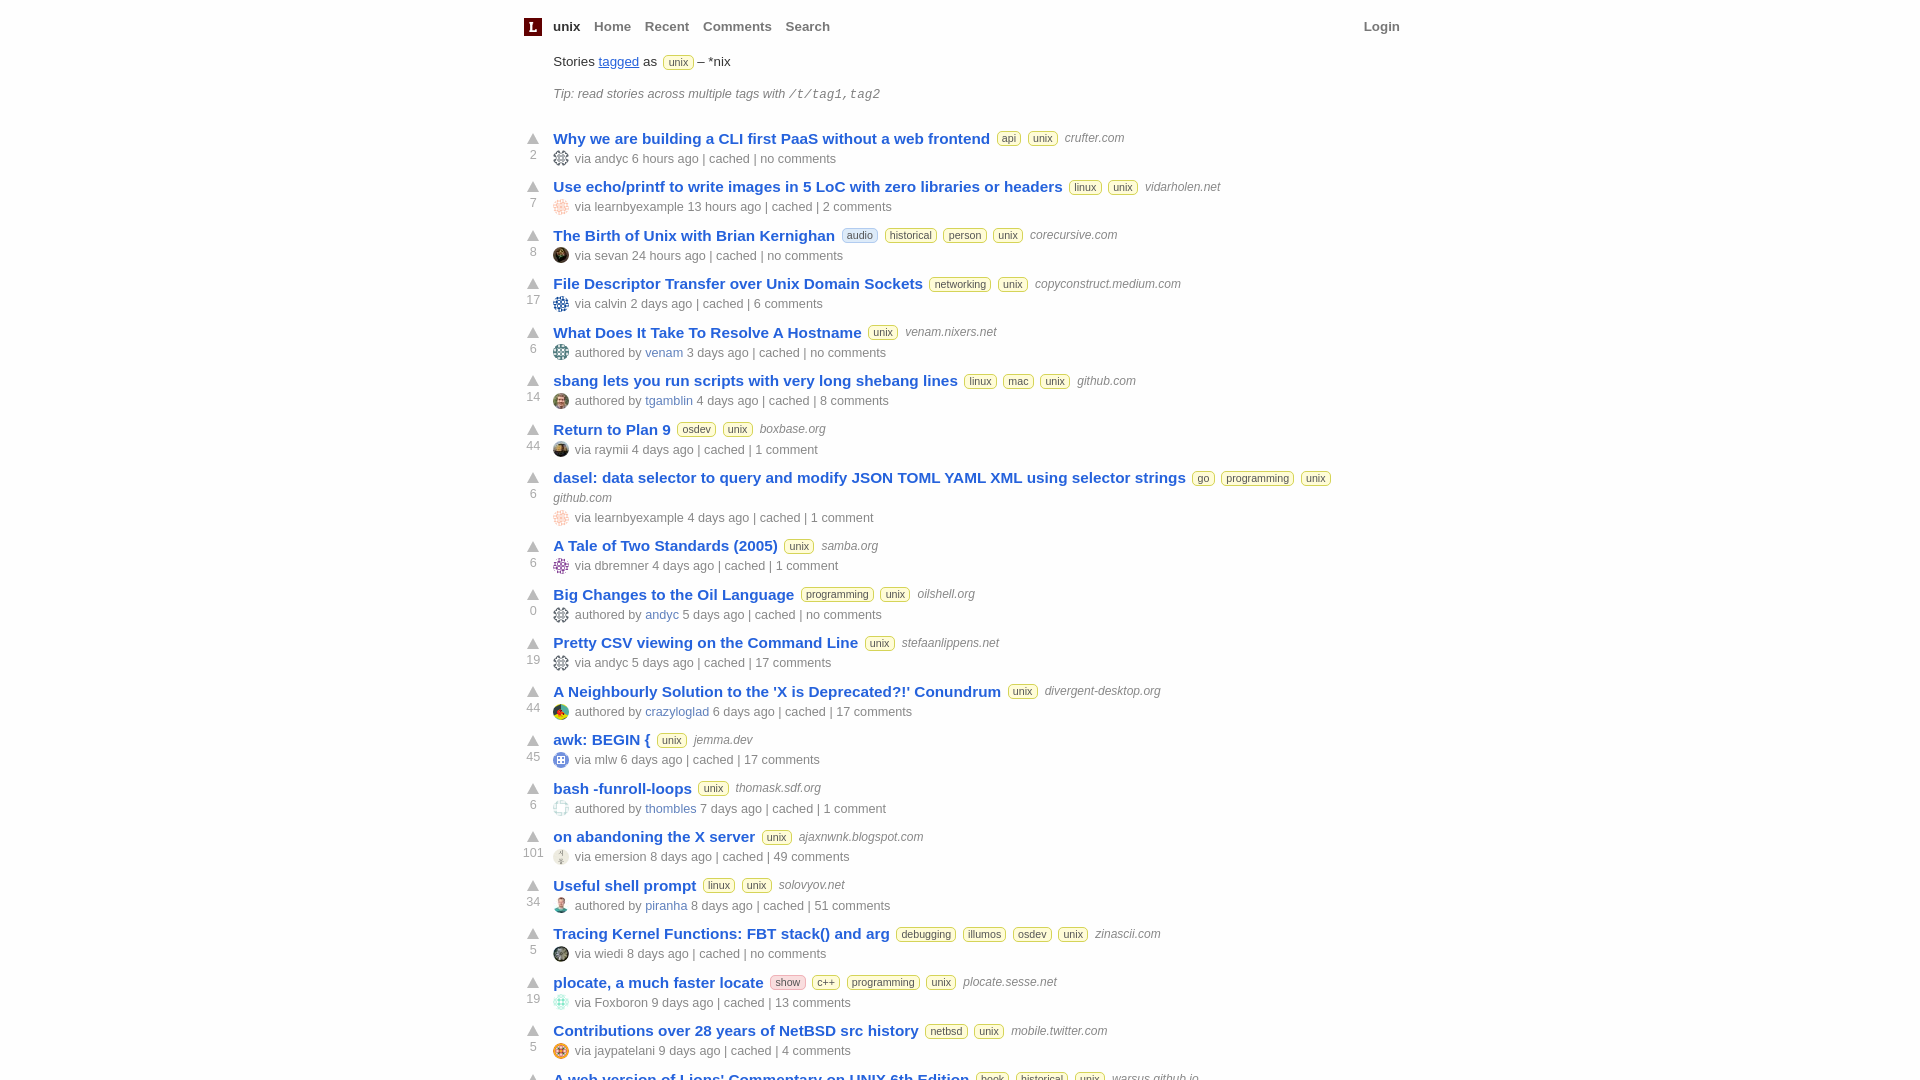 L unix Home Recent Comments Search Login
Stories tagged as unix – *nix
Tip: read stories across multiple tags with /t/tag1,tag2
Why we are building a CLI first PaaS without a web frontend api unix crufter.com
2 via andyc 6 hours ago | cached | no comments
Use echo/printf to write images in 5 LoC with zero libraries or headers linux unix vidarholen.net
7 via learnbyexample 13 hours ago | cached | 2 comments
The Birth of Unix with Brian Kernighan audio historical person unix corecursive.com
8 via sevan 24 hours ago | cached | no comments
File Descriptor Transfer over Unix Domain Sockets networking unix copyconstruct.medium.com
17 via calvin 2 days ago | cached | 6 comments
What Does It Take To Resolve A Hostname unix venam.nixers.net
6 authored by venam 3 days ago | cached | no comments
sbang lets you run scripts with very long shebang lines linux mac unix github.com
14 authored by tgamblin 4 days ago | cached | 8 comments
Return to Plan 9 osdev unix boxbase.org
44 via raymii 4 days ago | cached | 1 comment
dasel: data selector to query and modify JSON TOML YAML XML using selector strings go programming unix
6 github.com
via learnbyexample 4 days ago | cached | 1 comment
A Tale of Two Standards (2005) unix samba.org
6 via dbremner 4 days ago | cached | 1 comment
Big Changes to the Oil Language programming unix oilshell.org
0 authored by andyc 5 days ago | cached | no comments
Pretty CSV viewing on the Command Line unix stefaanlippens.net
19 via andyc 5 days ago | cached | 17 comments
A Neighbourly Solution to the 'X is Deprecated?!' Conundrum unix divergent-desktop.org
44 authored by crazyloglad 6 days ago | cached | 17 comments
awk: BEGIN { unix jemma.dev
45 via mlw 6 days ago | cached | 17 comments
bash -funroll-loops unix thomask.sdf.org
6 authored by thombles 7 days ago | cached | 1 comment
on abandoning the X server unix ajaxnwnk.blogspot.com
101 via emersion 8 days ago | cached | 49 comments
Useful shell prompt linux unix solovyov.net
34 authored by piranha 8 days ago | cached | 51 comments
Tracing Kernel Functions: FBT stack() and arg debugging illumos osdev unix zinascii.com
5 via wiedi 8 days ago | cached | no comments
plocate, a much faster locate show c++ programming unix plocate.sesse.net
19 via Foxboron 9 days ago | cached | 13 comments
Contributions over 28 years of NetBSD src history netbsd unix mobile.twitter.com
5 via jaypatelani 9 days ago | cached | 4 comments
A web version of Lions' Commentary on UNIX 6th Edition book historical unix warsus.github.io